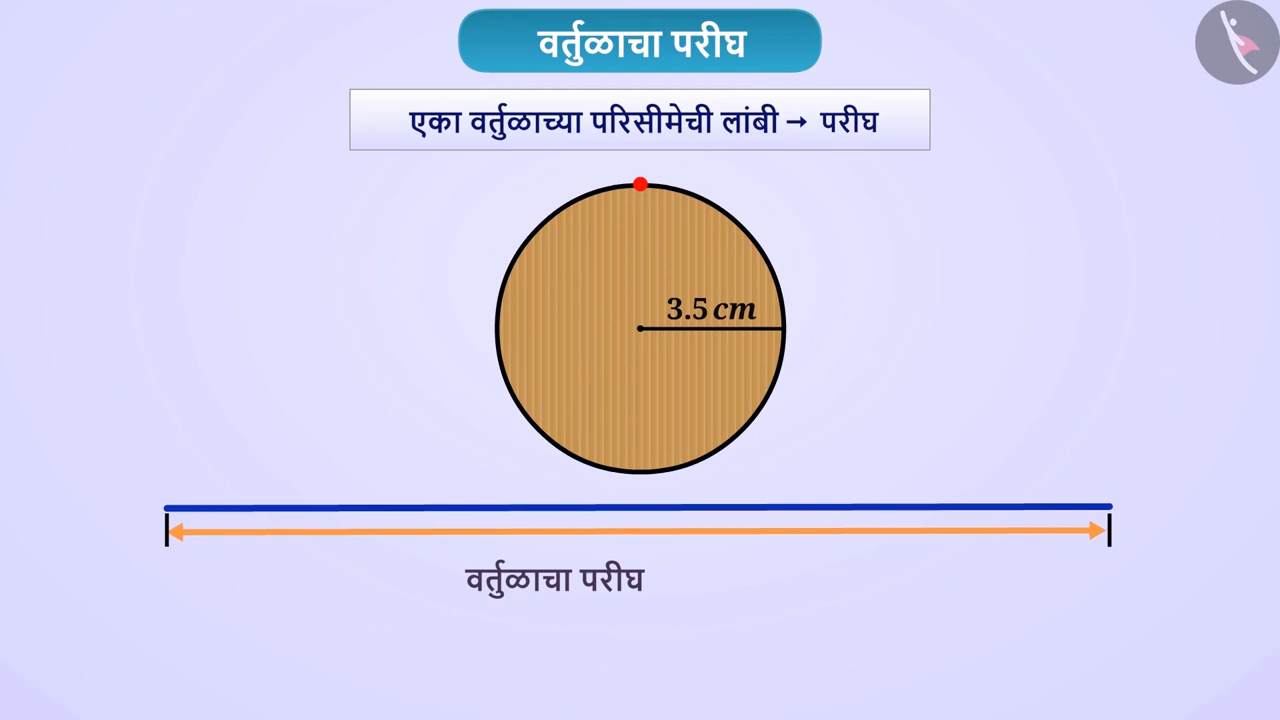 वर्तुळाचा परीघ
एका वर्तुळाच्या परिसीमेची लांबी → परीघ
3.5 cm
वर्तुळाचा परीघ